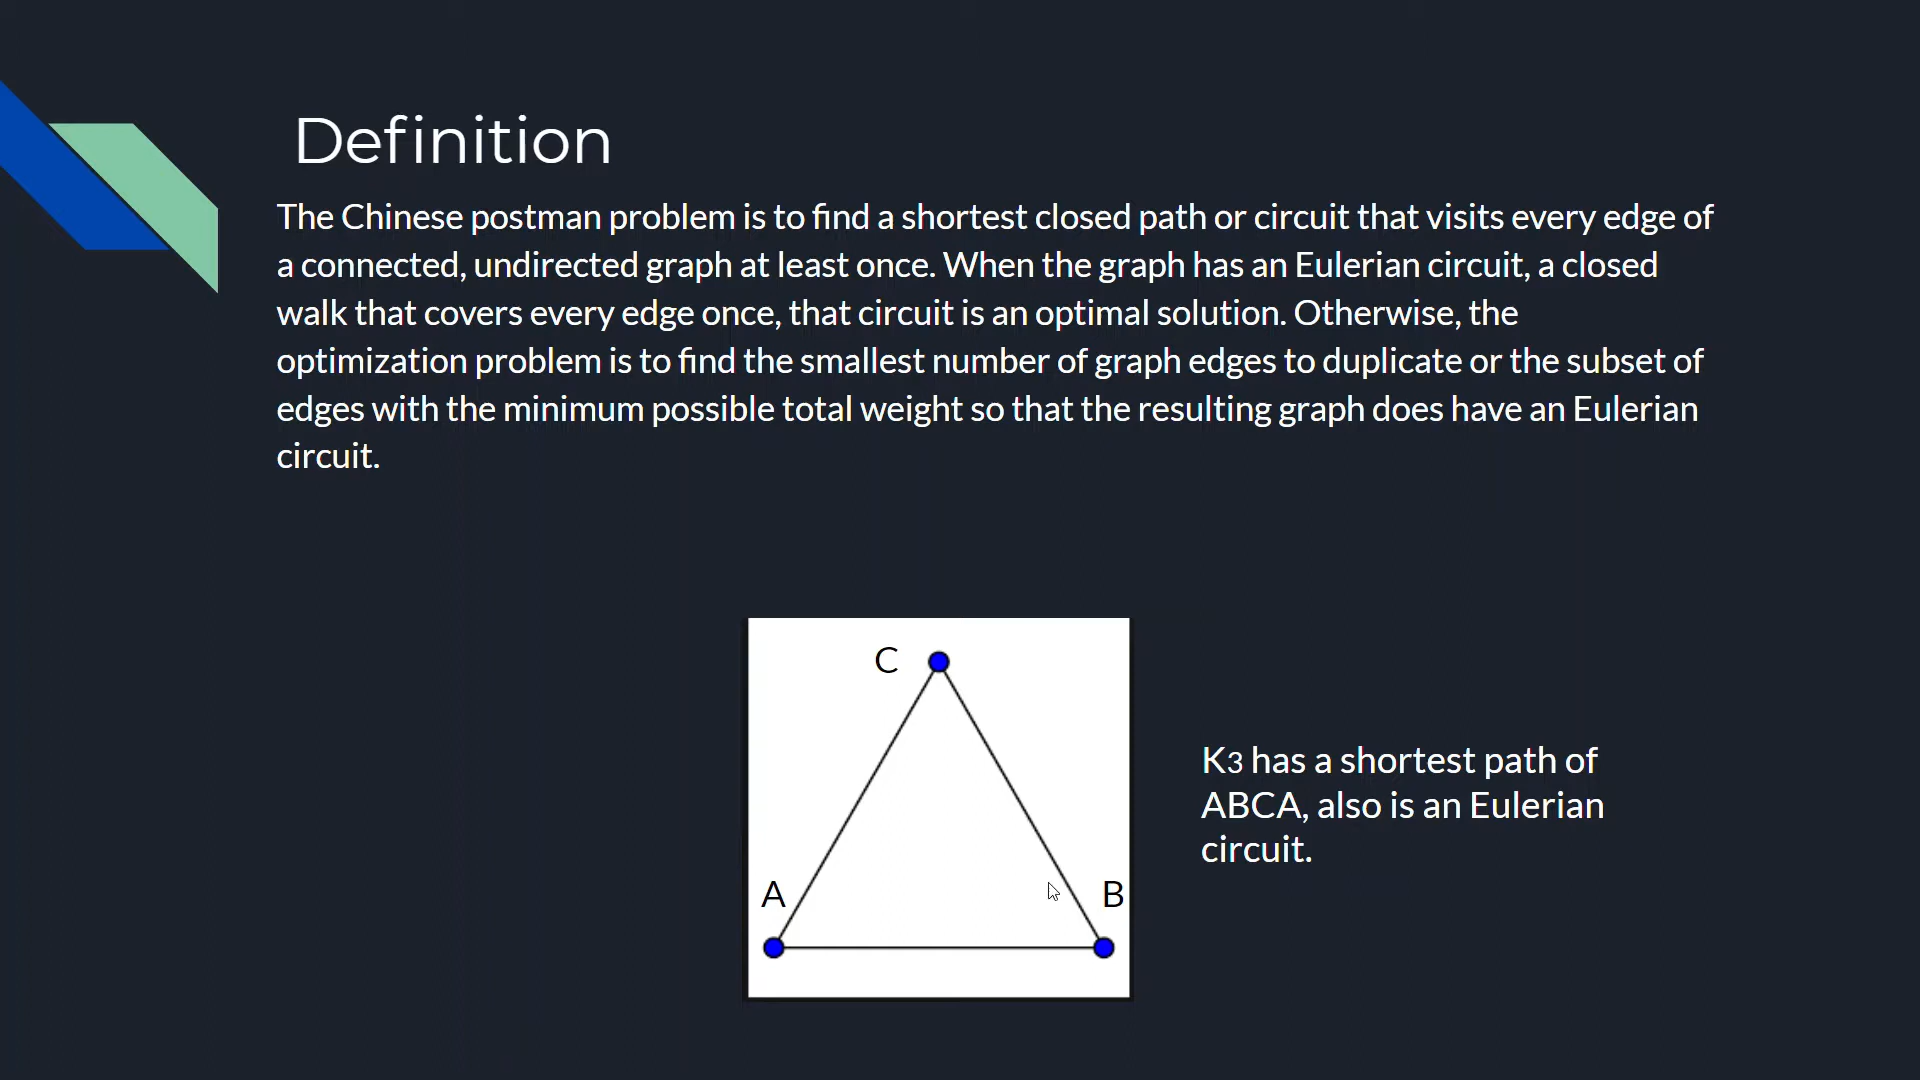 Definition
The Chinese postman problem is to find a shortest closed path or circuit that visits every edge of
a connected, undirected graph at least once. When the graph has an Eulerian circuit, a closed
walk that covers every edge once, that circuit is an optimal solution. Otherwise, the
optimization problem is to find the smallest number of graph edges to duplicate or the subset of
edges with the minimum possible total weight so that the resulting graph does have an Eulerian
circuit.
C
A
B
K3 has a shortest path of
ABCA, also is an Eulerian
circuit.